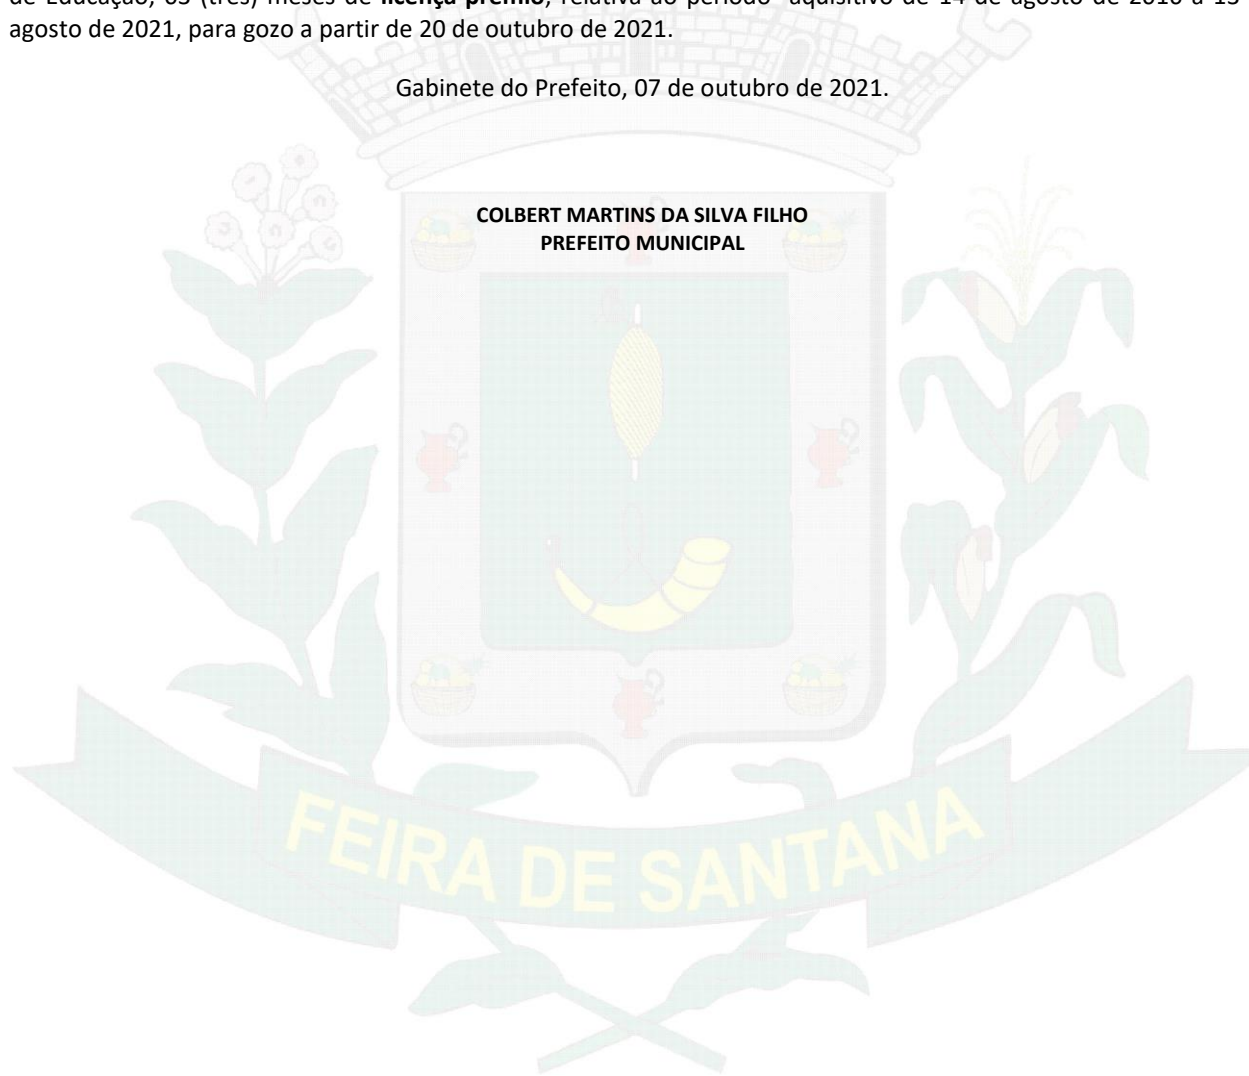 de Educação, 03 (três) meses de licença prêmio, relativa ao período aquisitivo de 14 de agosto de 2016 a 13
agosto de 2021, para gozo a partir de 20 de outubro de 2021.
Gabinete do Prefeito, 07 de outubro de 2021.
COLBERT MARTINS DA SILVA FILHO
PREFEITO MUNICIPAL
FEIRA DE SANTANA